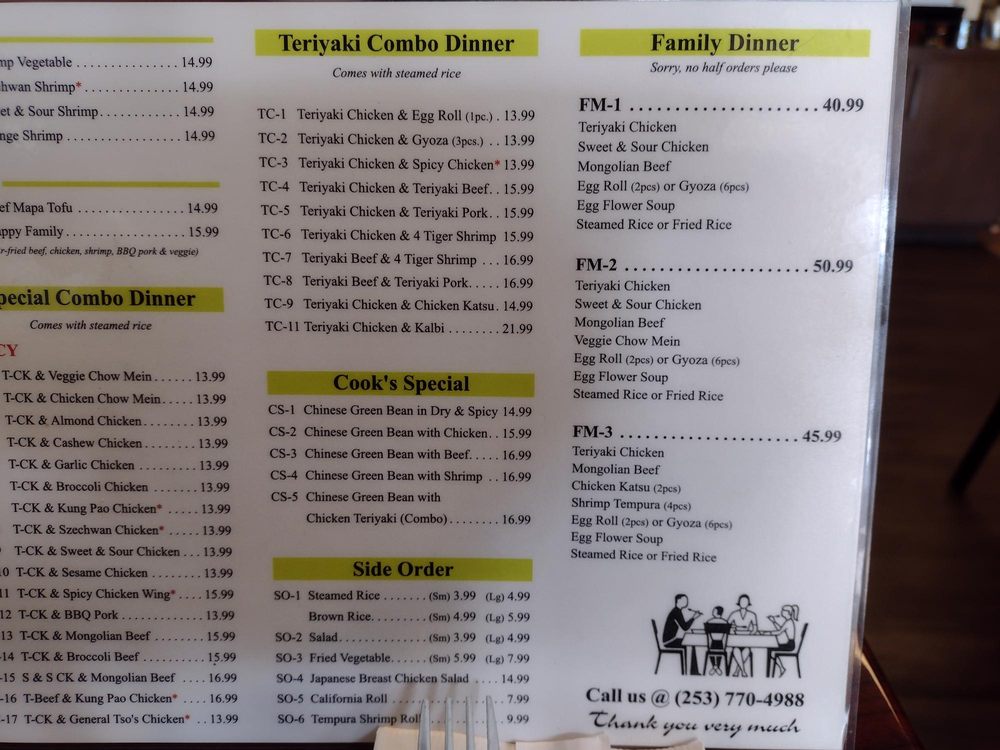 Vegetable . . . . . . . . . . . . . . . 14.99
Shrimp* . . . . . . . . . . . . . . 14.99
& Sour Shrimp . . . . . . . . . . . . 14.99
Shrimp . . . . . . . . . . . . . . . . . 14.99
Mapa Tofu . . . . . . . . . . . . . . . 14.99
Family . . . . . . . . . . . . . . . . . 15.99
beef, chicken, shrimp, BBQ pork & veggie)
Combo Dinner
Comes with steamed rice
T-CK & Veggie Chow Mein . . . . . . 13.99
T-CK & Chicken Chow Mein . . . . . 13.99
T-CK & Almond Chicken . . . . . . . . 13.99
T-CK & Cashew Chicken . . . . . . . . 13.99
T-CK & Garlic Chicken . . . . . . . . . 13.99
T-CK & Broccoli Chicken . . . . . . . 13.99
T-CK & Kung Pao Chicken* . . . . . 13.99
T-CK & Szechwan Chicken* . . . . . 13.99
T-CK & Sweet & Sour Chicken . . . 13.99
10 T-CK & Sesame Chicken . . . . . . . . 13.99
11 T-CK & Spicy Chicken Wing* . . . . 15.99
12 T-CK & BBQ Pork . . . . . . . . . . . . 13.99
13 T-CK & Mongolian Beef . . . . . . . 15.99
-14 T-CK & Broccoli Beef . . . . . . . . . 15.99
-15 S & S CK & Mongolian Beef . . . . 16.99
-16 T-Beef & Kung Pao Chicken* . . . . 16.99
-17 T-CK & General Tso's Chicken* . . 13.99
Teriyaki Combo Dinner
Comes with steamed rice
TC-1 Teriyaki Chicken & Egg Roll (1pc.) . 13.99
TC-2 Teriyaki Chicken & Gyoza (3pcs.) . . 13.99
TC-3 Teriyaki Chicken & Spicy Chicken* 13.99
TC-4 Teriyaki Chicken & Teriyaki Beef . . 15.99
TC-5 Teriyaki Chicken & Teriyaki Pork . . 15.99
TC-6 Teriyaki Chicken & 4 Tiger Shrimp 15.99
TC-7 Teriyaki Beef & 4 Tiger Shrimp . . . 16.99
TC-8 Teriyaki Beef & Teriyaki Pork . . . . . 16.99
TC-9 Teriyaki Chicken & Chicken Katsu . 14.99
TC-11 Teriyaki Chicken & Kalbi . . . . . . . . 21.99
Cook's Special
CS-1 Chinese Green Bean in Dry & Spicy 14.99
CS-2 Chinese Green Bean with Chicken . . 15.99
CS-3 Chinese Green Bean with Beef . . . . . 16.99
CS-4 Chinese Green Bean with Shrimp . . 16.99
CS-5 Chinese Green Bean with
Chicken Teriyaki (Combo) . . . . . . . . 16.99
Side Order
SO-1 Steamed Rice . . . . . . . (Sm) 3.99 (Lg) 4.99
Brown Rice . . . . . . . . . (Sm) 4.99 (Lg) 5.99
SO-2 Salad . . . . . . . . . . . . . (Sm) 3.99 (Lg) 4.99
SO-3 Fried Vegetable . . . . . . (Sm) 5.99 (Lg) 7.99
SO-4 Japanese Breast Chicken Salad . . . . 14.99
SO-5 California Roll . . . . . . . . . . . . . . . . 7.99
SO-6 Tempura Shrimp Roll . . . . . . . . . . . 9.99
Family Dinner
Sorry, no half orders please
FM-1 . . . . . . . . . . . . . . . . . . . . . 40.99
Teriyaki Chicken
Sweet & Sour Chicken
Mongolian Beef
Egg Roll (2pcs) or Gyoza (6pcs)
Egg Flower Soup
Steamed Rice or Fried Rice
FM-2 . . . . . . . . . . . . . . . . . . . . . 50.99
Teriyaki Chicken
Sweet & Sour Chicken
Mongolian Beef
Veggie Chow Mein
Egg Roll (2pcs) or Gyoza (6pcs)
Egg Flower Soup
Steamed Rice or Fried Rice
FM-3 . . . . . . . . . . . . . . . . . . . . . 45.99
Teriyaki Chicken
Mongolian Beef
Chicken Katsu (2pcs)
Shrimp Tempura (4pcs)
Egg Roll (2pcs) or Gyoza (6pcs)
Egg Flower Soup
Steamed Rice or Fried Rice
Call us @ (253) 770-4988
Thank you very much